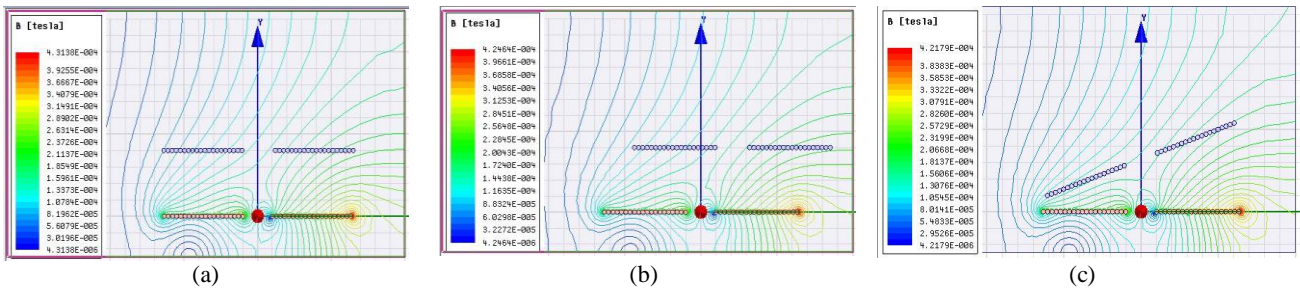 B [tesla]
4.3138E-004
3.9255E-004
3.6667E-004
3.4079E-004
3.1491E-004
2.8902E-004
2.6314E-004
2.3726E-004
2.1137E-004
1.8549E-004
1.5961E-004
1.3373E-004
1.0784E-004
8.1962E-005
5.6079E-005
3.0196E-005
4.3138E-006
Y
(a)
B [tesla]
4.2464E-004
3.9661E-004
3.6858E-004
3.4056E-004
3.1253E-004
2.8451E-004
2.5648E-004
2.2845E-004
2.0043E-004
1.7240E-004
1.4438E-004
1.1635E-004
8.8324E-005
6.0298E-005
3.2272E-005
4.2464E-006
Y
(b)
B [tesla]
4.2179E-004
3.8383E-004
3.5853E-004
3.3322E-004
3.0791E-004
2.8260E-004
2.5729E-004
2.3199E-004
2.0668E-004
1.8137E-004
1.5606E-004
1.3076E-004
1.0545E-004
8.0141E-005
5.4833E-005
2.9526E-005
4.2179E-006
Y
(c)